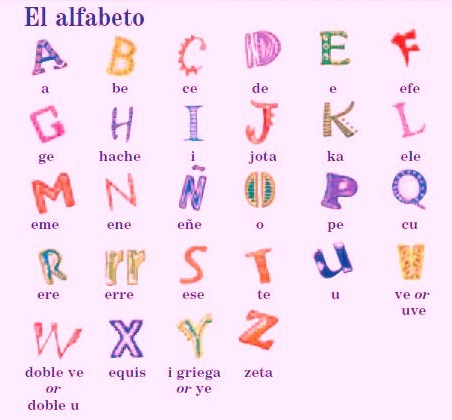 El alfabeto
A B C D E F
a be ce de e efe
G H I J K L
ge hache i jota ka ele
M N Ñ O P Q
eme ene eñe o pe cu
R rr S T U V
ere erre ese te u ve or
uve
W X Y Z
doble ve equis i griega zeta
or or ye
doble u